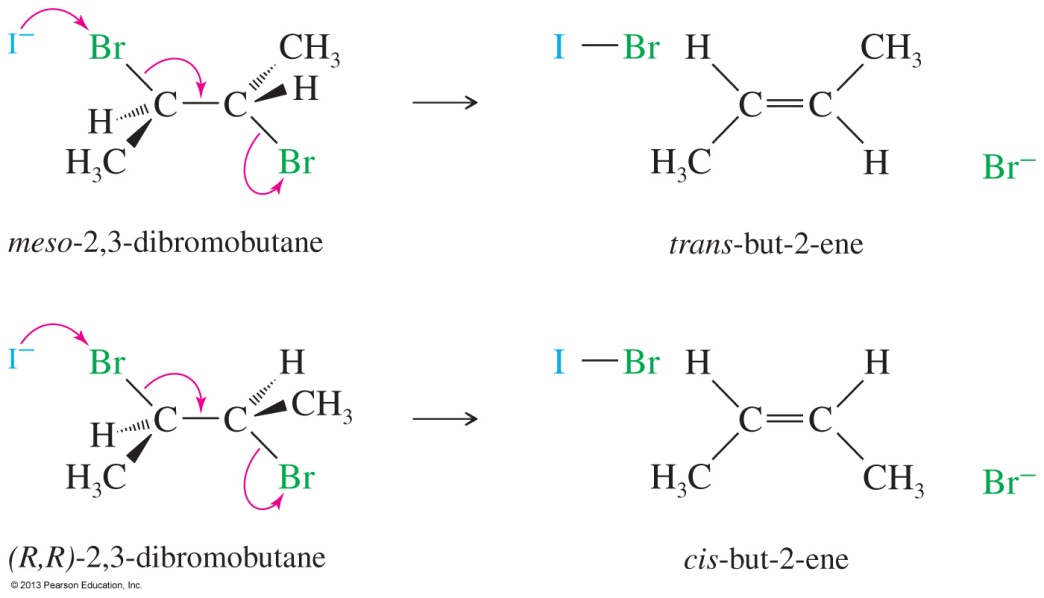 I⁻ Br CH₃ I — Br H CH₃
H C — C H → C = C
H₃C Br H₃C H Br⁻
meso-2,3-dibromobutane trans-but-2-ene
I⁻ Br H I — Br H H
H C — C CH₃ → C = C
H₃C Br H₃C CH₃ Br⁻
(R,R)-2,3-dibromobutane cis-but-2-ene
© 2013 Pearson Education, Inc.